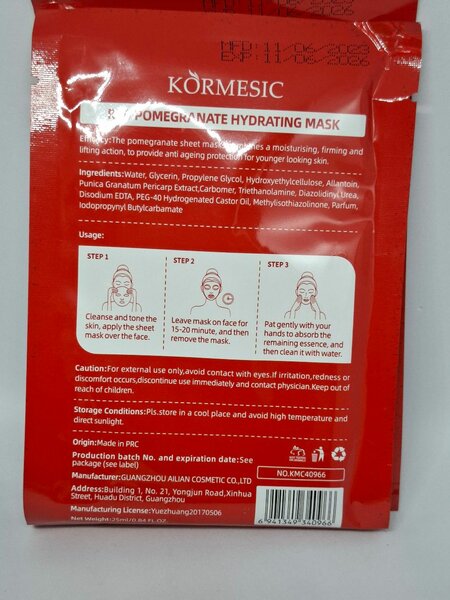 MFD: 11/06/2023
EXP: 11/06/2026
KORMESIC
POMEGRANATE HYDRATING MASK
The pomegranate sheet mask a moisturising, firming and
lifting action, to provide anti ageing protection for younger looking skin.
Ingredients:Water, Glycerin, Propylene Glycol, Hydroxyethylcellulose, Allantoin,
Punica Granatum Pericarp Extract,Carbomer, Triethanolamine, Diazolidinyl Urea,
Disodium EDTA, PEG-40 Hydrogenated Castor Oil, Methylisothiazolinone, Parfum,
Iodopropynyl Butylcarbamate
Usage:
STEP 1 STEP 2 STEP 3
Cleanse and tone the
skin, apply the sheet
mask over the face.
Leave mask on face for
15-20 minute, and then
remove the mask.
Pat gently with your
hands to absorb the
remaining essence, and
then clean it with water.
Caution:For external use only,avoid contact with eyes.If irritation,redness or
discomfort occurs,discontinue use immediately and contact physician.Keep out of
reach of children.
Storage Conditions:Pls.store in a cool place and avoid high temperature and
direct sunlight.
Origin:Made in PRC
Production batch No. and expiration date:See
package (see label)
Manufacturer:GUANGZHOU AILIAN COSMETIC CO.,LTD
Address:Building 1, No. 21, Yongjun Road,Xinhua
Street, Huadu District, Guangzhou
Manufacturing License:Yuezhuang20170506
Net Weight:25ml/0.84 FL.OZ
NO.KMC40966
6 941349 340966